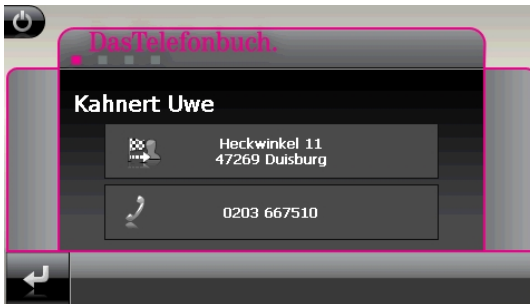 DasTelefonbuch.
Kahnert Uwe
Heckwinkel 11
47269 Duisburg
0203 667510